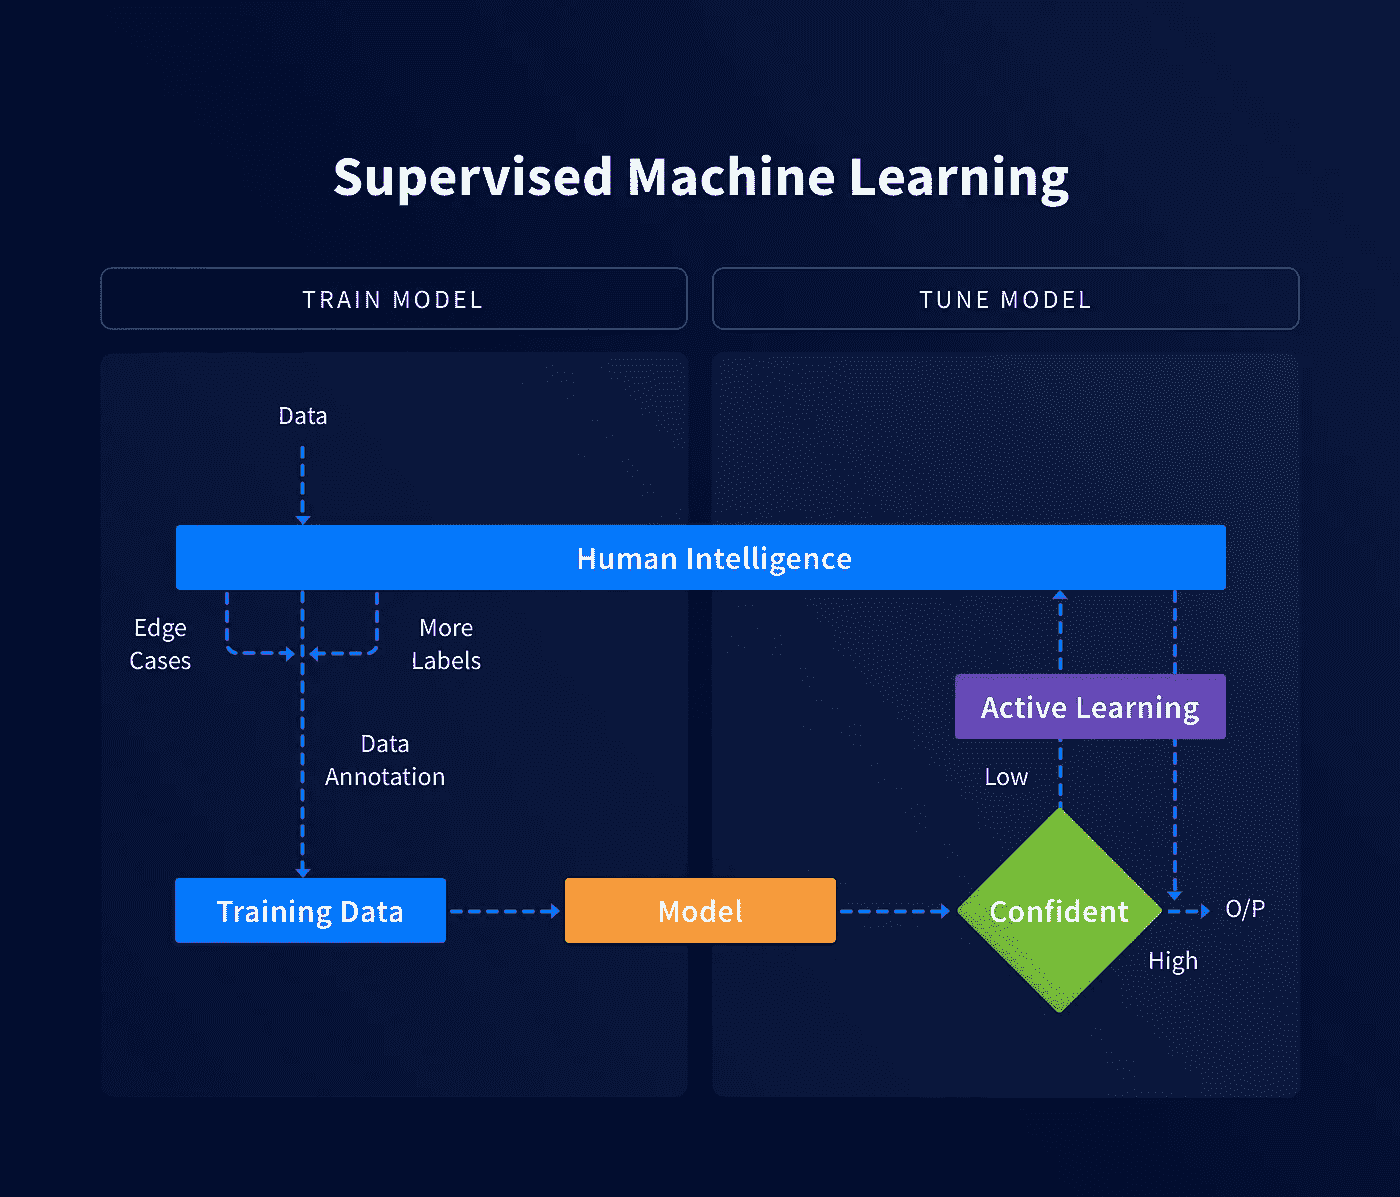 Supervised Machine Learning
TRAIN MODEL
TUNE MODEL
Data
Human Intelligence
Edge
Cases
More
Labels
Data
Annotation
Active Learning
Low
Training Data
Model
Confident
O/P
High